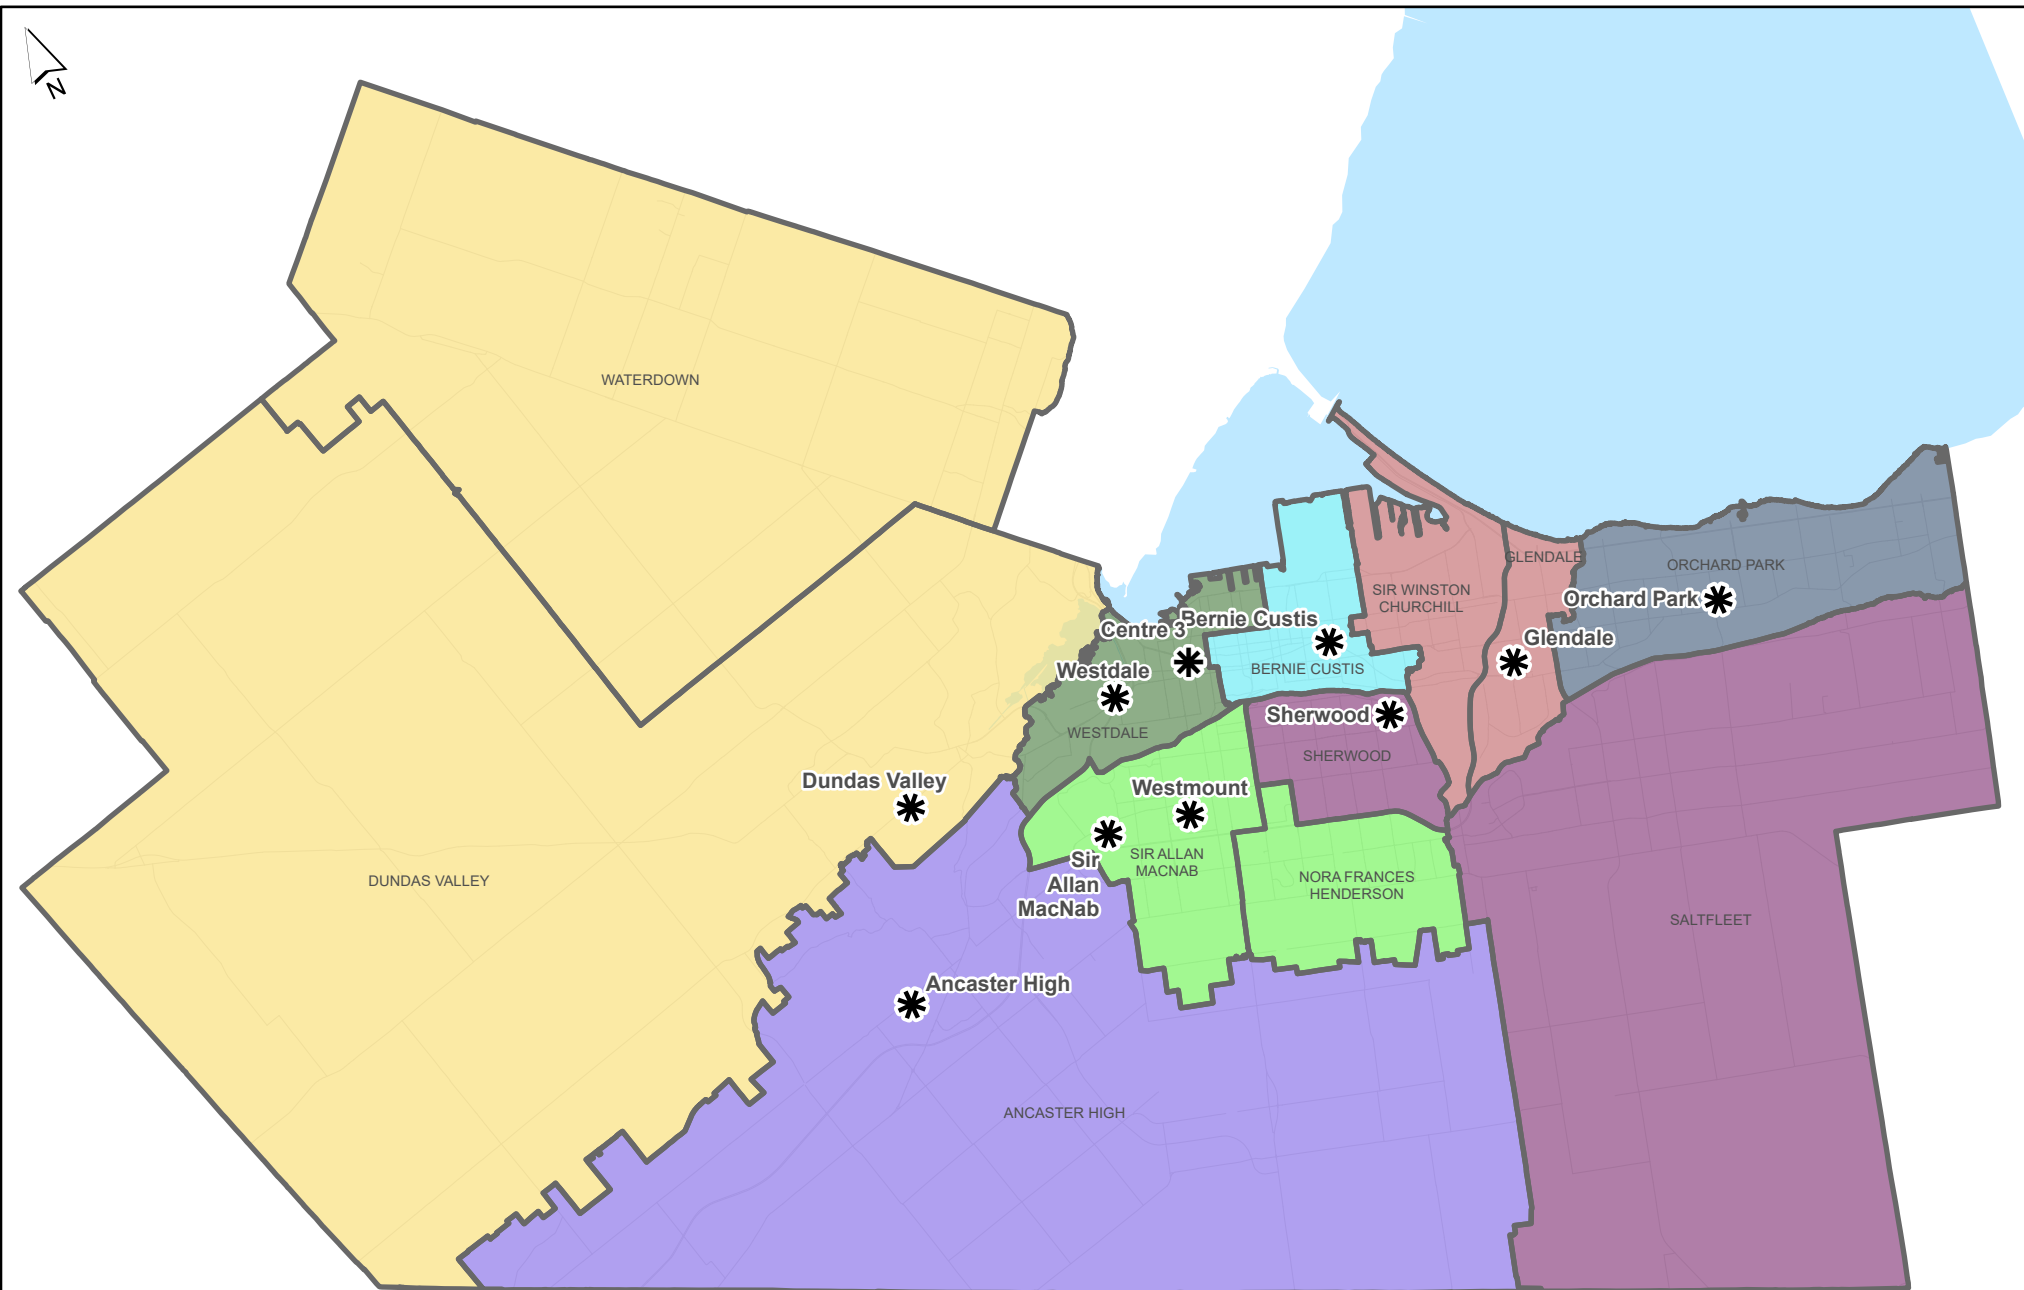 N
WATERDOWN
GLENDALE
ORCHARD PARK
SIR WINSTON
CHURCHILL
Orchard Park
Bernie Custis
Centre 3
Glendale
Westdale
BERNIE CUSTIS
Sherwood
WESTDALE
SHERWOOD
Dundas Valley
Westmount
Sir
Allan
MacNab
SIR ALLAN
MACNAB
DUNDAS VALLEY
NORA FRANCES
HENDERSON
SALTFLEET
Ancaster High
ANCASTER HIGH